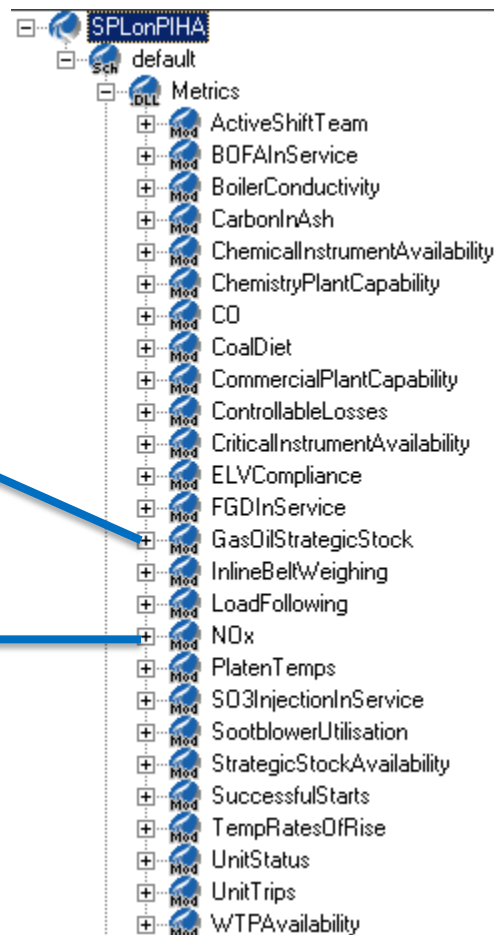 SPLonPIHA
Sch default
DLL Metrics
Mod ActiveShiftTeam
Mod BOFAInService
Mod BoilerConductivity
Mod CarbonInAsh
Mod ChemicalInstrumentAvailability
Mod ChemistryPlantCapability
Mod CO
Mod CoalDiet
Mod CommercialPlantCapability
Mod ControllableLosses
Mod CriticalInstrumentAvailability
Mod ELVCompliance
Mod FGDInService
Mod GasOilStrategicStock
Mod InlineBeltWeighing
Mod LoadFollowing
Mod NOx
Mod PlatenTemps
Mod SO3InjectionInService
Mod SootblowerUtilisation
Mod StrategicStockAvailability
Mod SuccessfulStarts
Mod TempRatesOfRise
Mod UnitStatus
Mod UnitTrips
Mod WTPAvailability